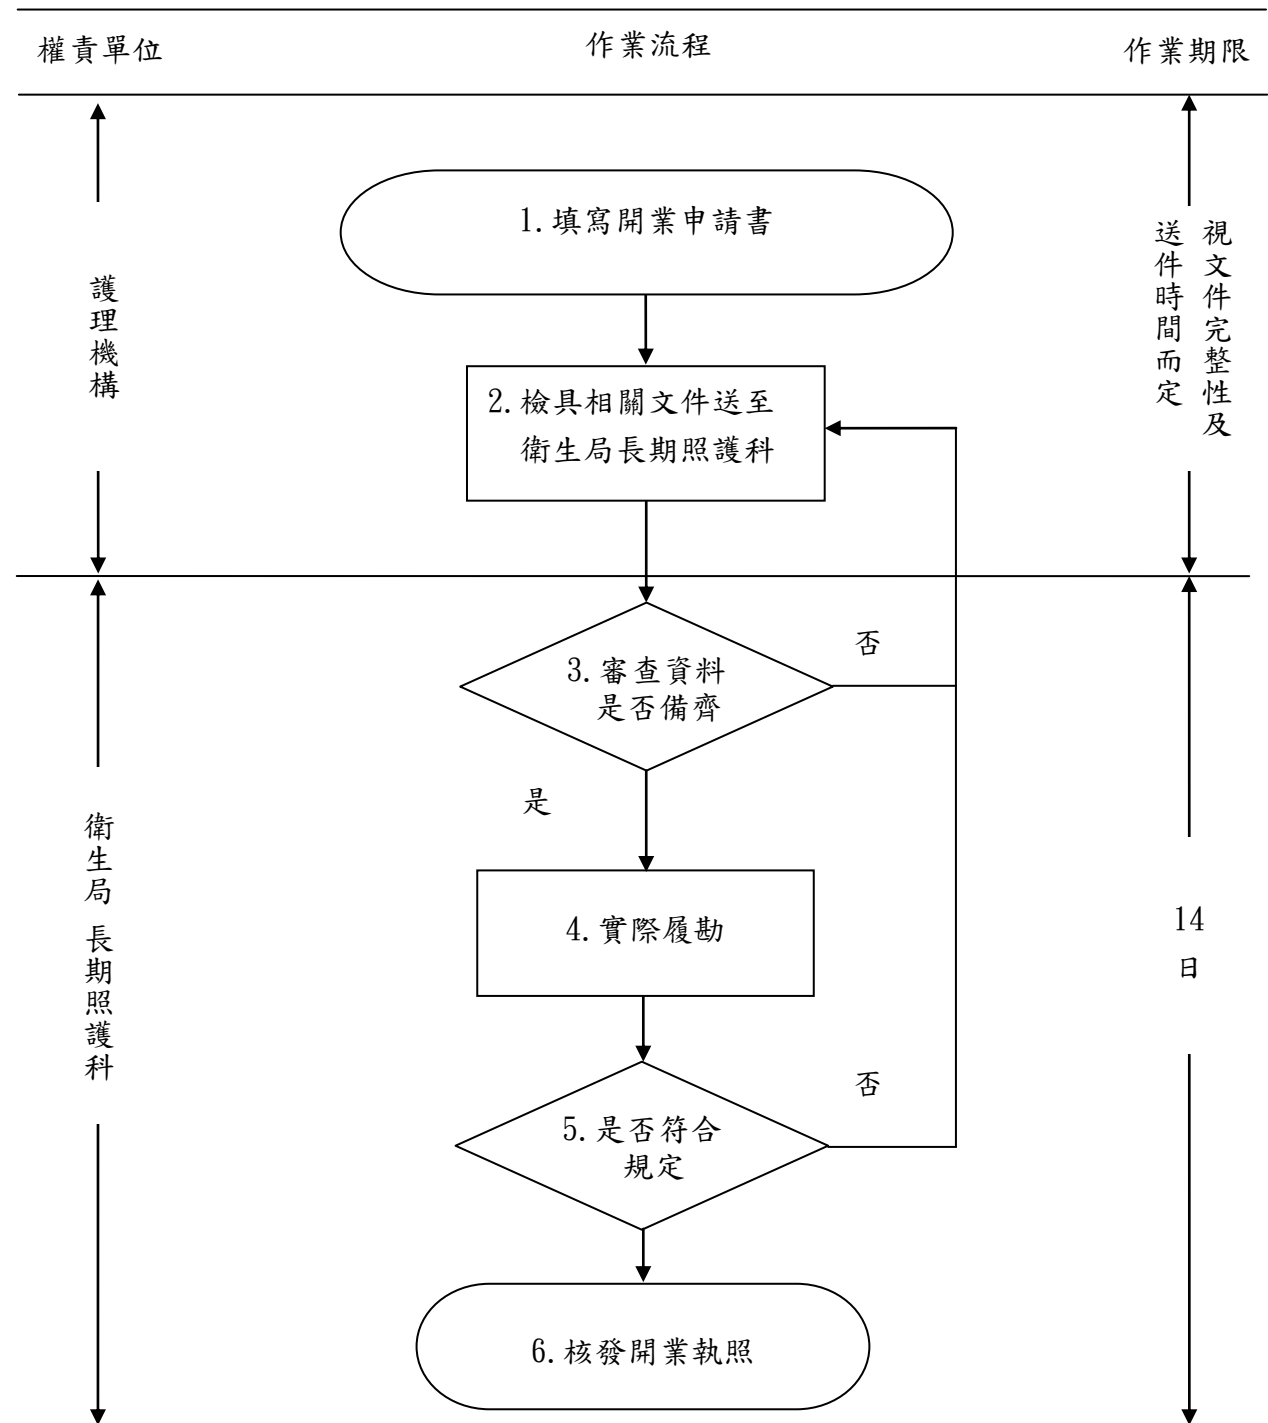 權責單位
作業流程
作業期限
1.填寫開業申請書
護理機構
視文件完整性及
送件時間而定
2.檢具相關文件送至
衛生局長期照護科
3.審查資料
是否備齊
否
是
衛生局 長期照護科
4.實際履勘
14
日
5.是否符合
規定
否
6.核發開業執照